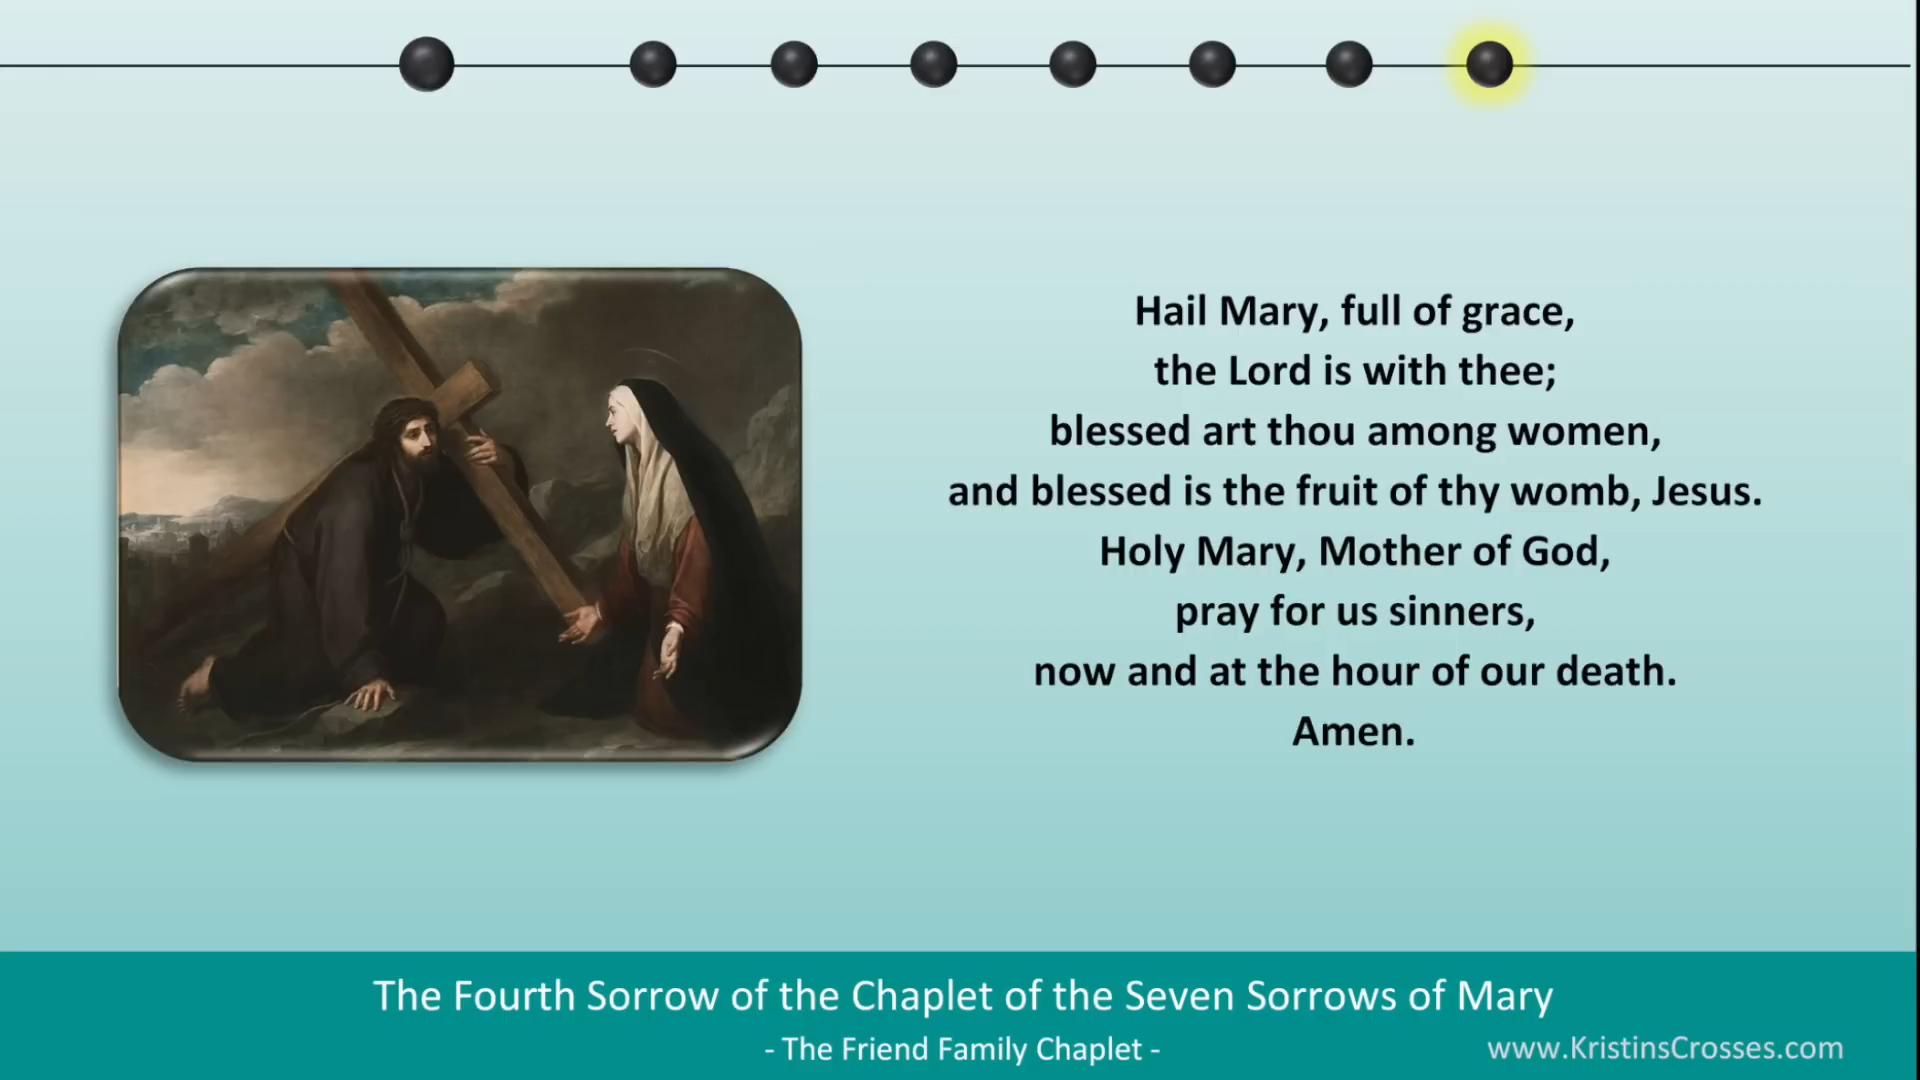 Hail Mary, full of grace,
the Lord is with thee;
blessed art thou among women,
and blessed is the fruit of thy womb, Jesus.
Holy Mary, Mother of God,
pray for us sinners,
now and at the hour of our death.
Amen.
The Fourth Sorrow of the Chaplet of the Seven Sorrows of Mary
- The Friend Family Chaplet -
www.KristinsCrosses.com